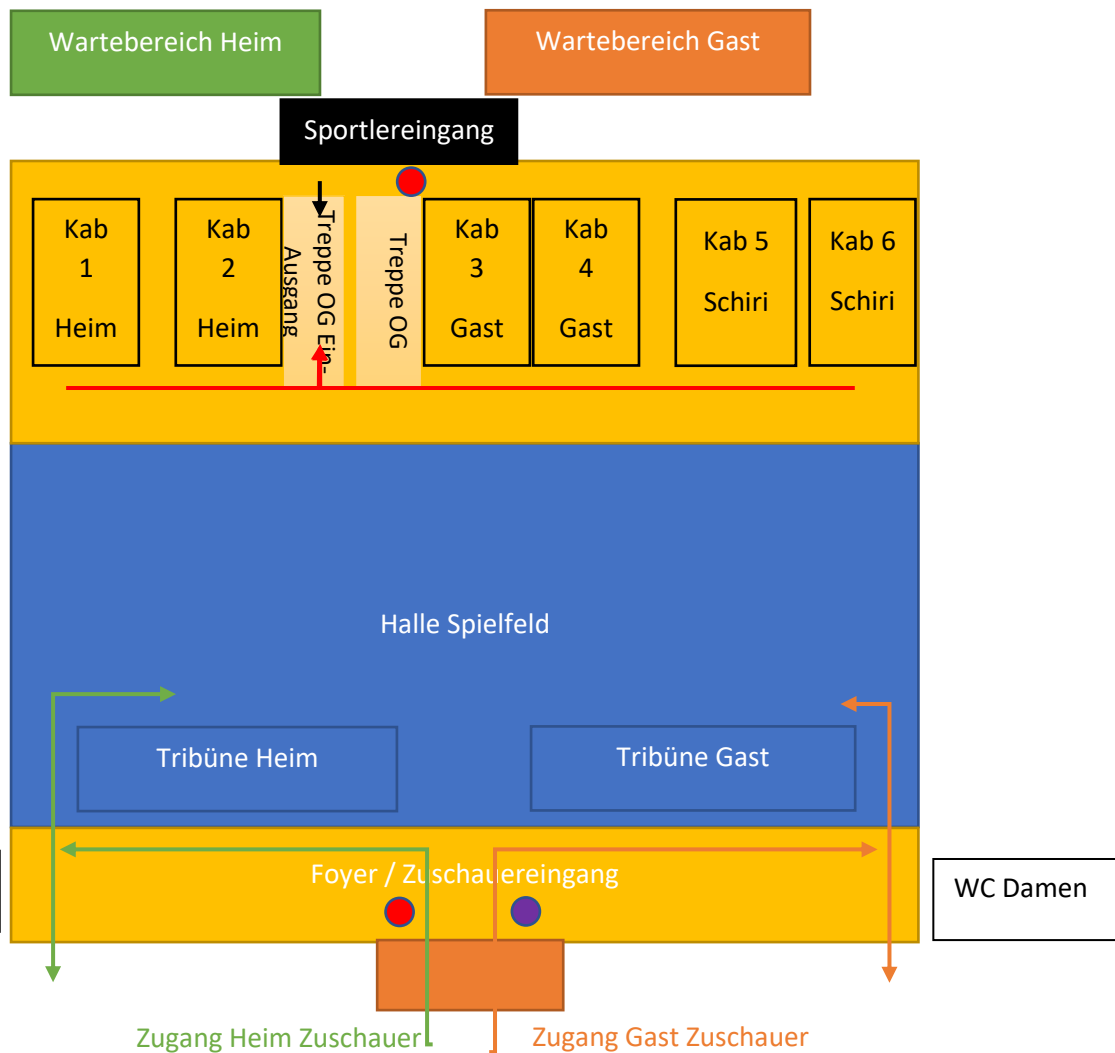 Wartebereich Heim
Wartebereich Gast
Sportlereingang
Kab
1
Heim
Kab
2
Heim
Treppe OG Ein-
Ausgang
Treppe OG
Kab
3
Gast
Kab
4
Gast
Kab 5
Schiri
Kab 6
Schiri
Halle Spielfeld
Tribüne Heim
Tribüne Gast
Foyer / Zuschauereingang
WC Damen
Zugang Heim Zuschauer
Zugang Gast Zuschauer